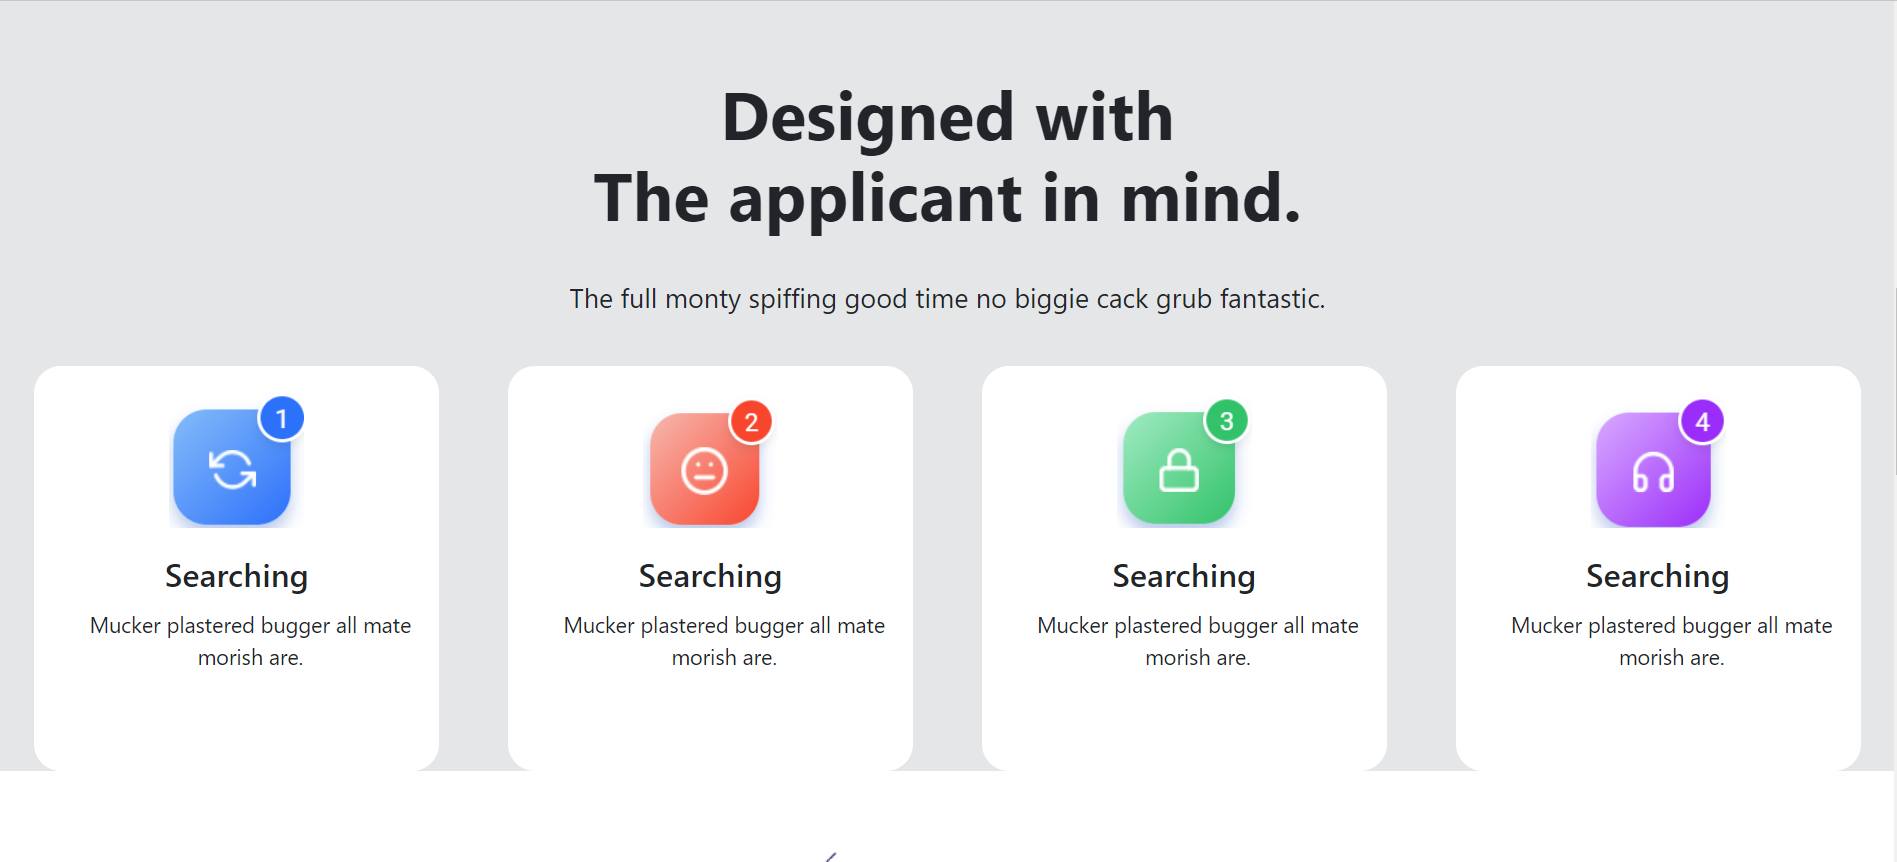 Designed with
The applicant in mind.
The full monty spiffing good time no biggie cack grub fantastic.
1
Searching
Mucker plastered bugger all mate
morish are.
2
Searching
Mucker plastered bugger all mate
morish are.
3
Searching
Mucker plastered bugger all mate
morish are.
4
Searching
Mucker plastered bugger all mate
morish are.